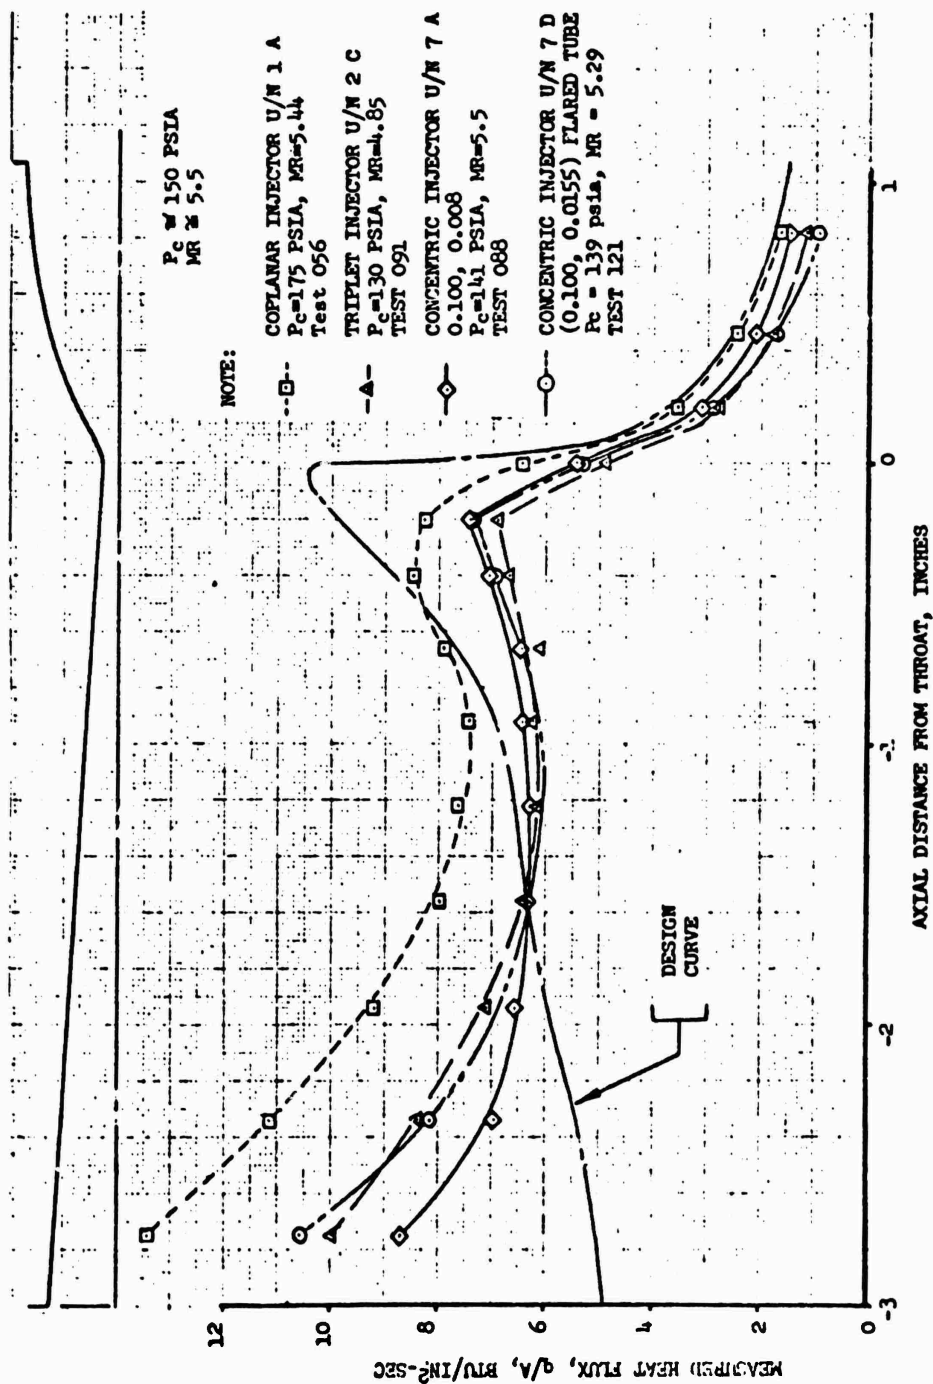 P_c ≅ 150 PSIA
MR ≅ 5.5
NOTE:
COPLANAR INJECTOR U/N 1 A
P_c=175 PSIA, MR=5.44
Test 056
TRIPLET INJECTOR U/N 2 C
P_c=130 PSIA, MR=4.85
TEST 091
CONCENTRIC INJECTOR U/N 7 A
0.100, 0.008
P_c=141 PSIA, MR=5.5
TEST 088
CONCENTRIC INJECTOR U/N 7 D
(0.100, 0.0155) FLARED TUBE
Pc = 139 psia, MR = 5.29
TEST 121
DESIGN
CURVE
12
10
8
6
4
2
0
MEASURED HEAT FLUX, q/A, BTU/IN²-SEC
-3
-2
-1
0
1
AXIAL DISTANCE FROM THROAT, INCHES